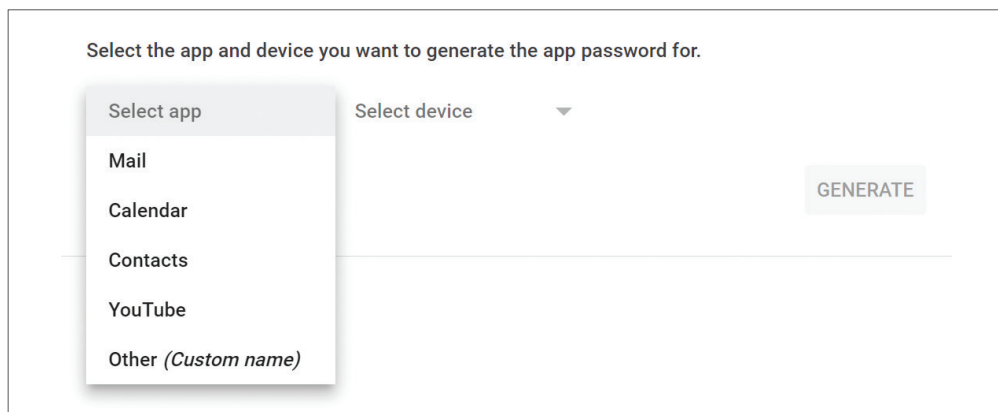 Select the app and device you want to generate the app password for.
Select app
Select device
Mail
Calendar
Contacts
YouTube
Other (Custom name)
GENERATE